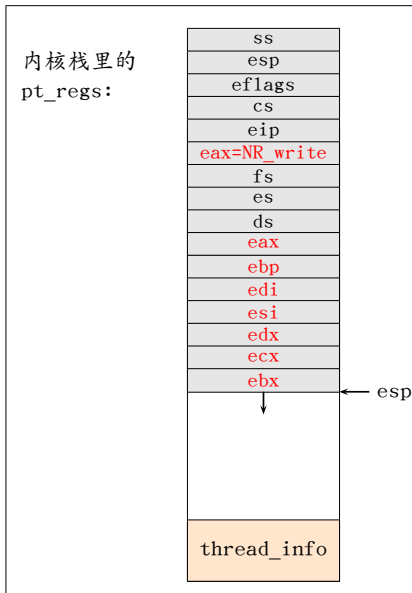 内核栈里的
pt_regs:
ss
esp
eflags
cs
eip
eax=NR_write
fs
es
ds
eax
ebp
edi
esi
edx
ecx
ebx
esp
thread_info